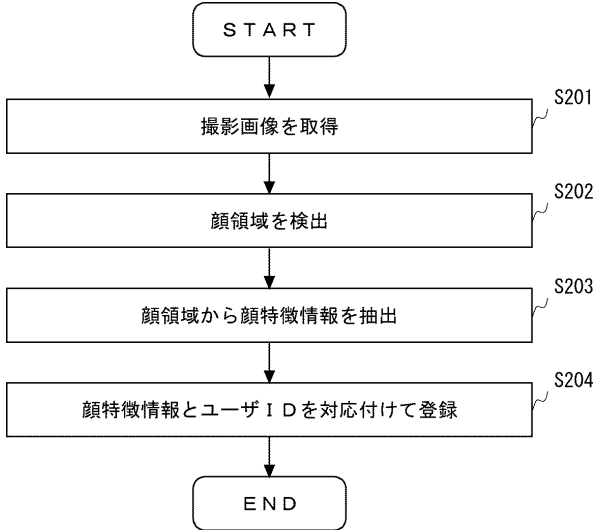 ＳＴＡＲＴ
S201
撮影画像を取得
S202
顔領域を検出
S203
顔領域から顔特徴情報を抽出
S204
顔特徴情報とユーザＩＤを対応付けて登録
ＥＮＤ